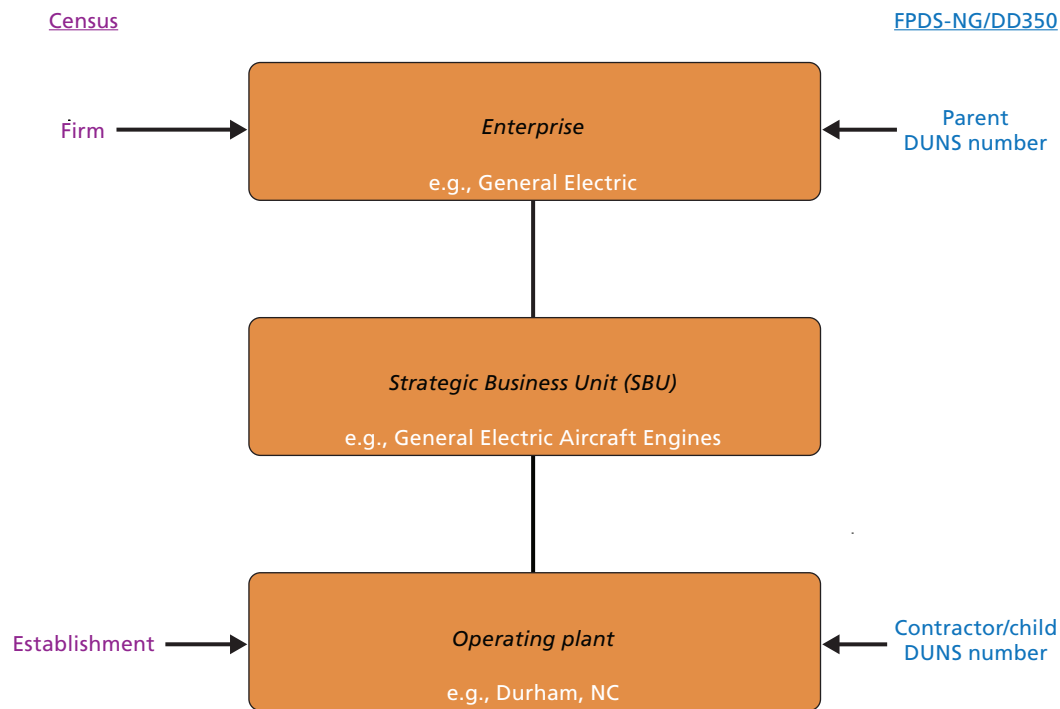 Census
FPDS-NG/DD350
Enterprise
e.g., General Electric
Firm
Parent
DUNS number
Strategic Business Unit (SBU)
e.g., General Electric Aircraft Engines
Operating plant
e.g., Durham, NC
Establishment
Contractor/child
DUNS number